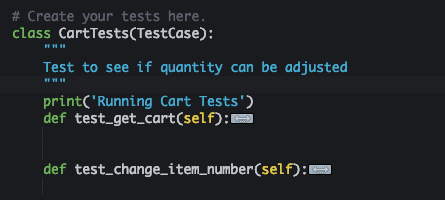 # Create your tests here.
class CartTests(TestCase):
"""
Test to see if quantity can be adjusted
"""
print('Running Cart Tests')
def test_get_cart(self):
def test_change_item_number(self):